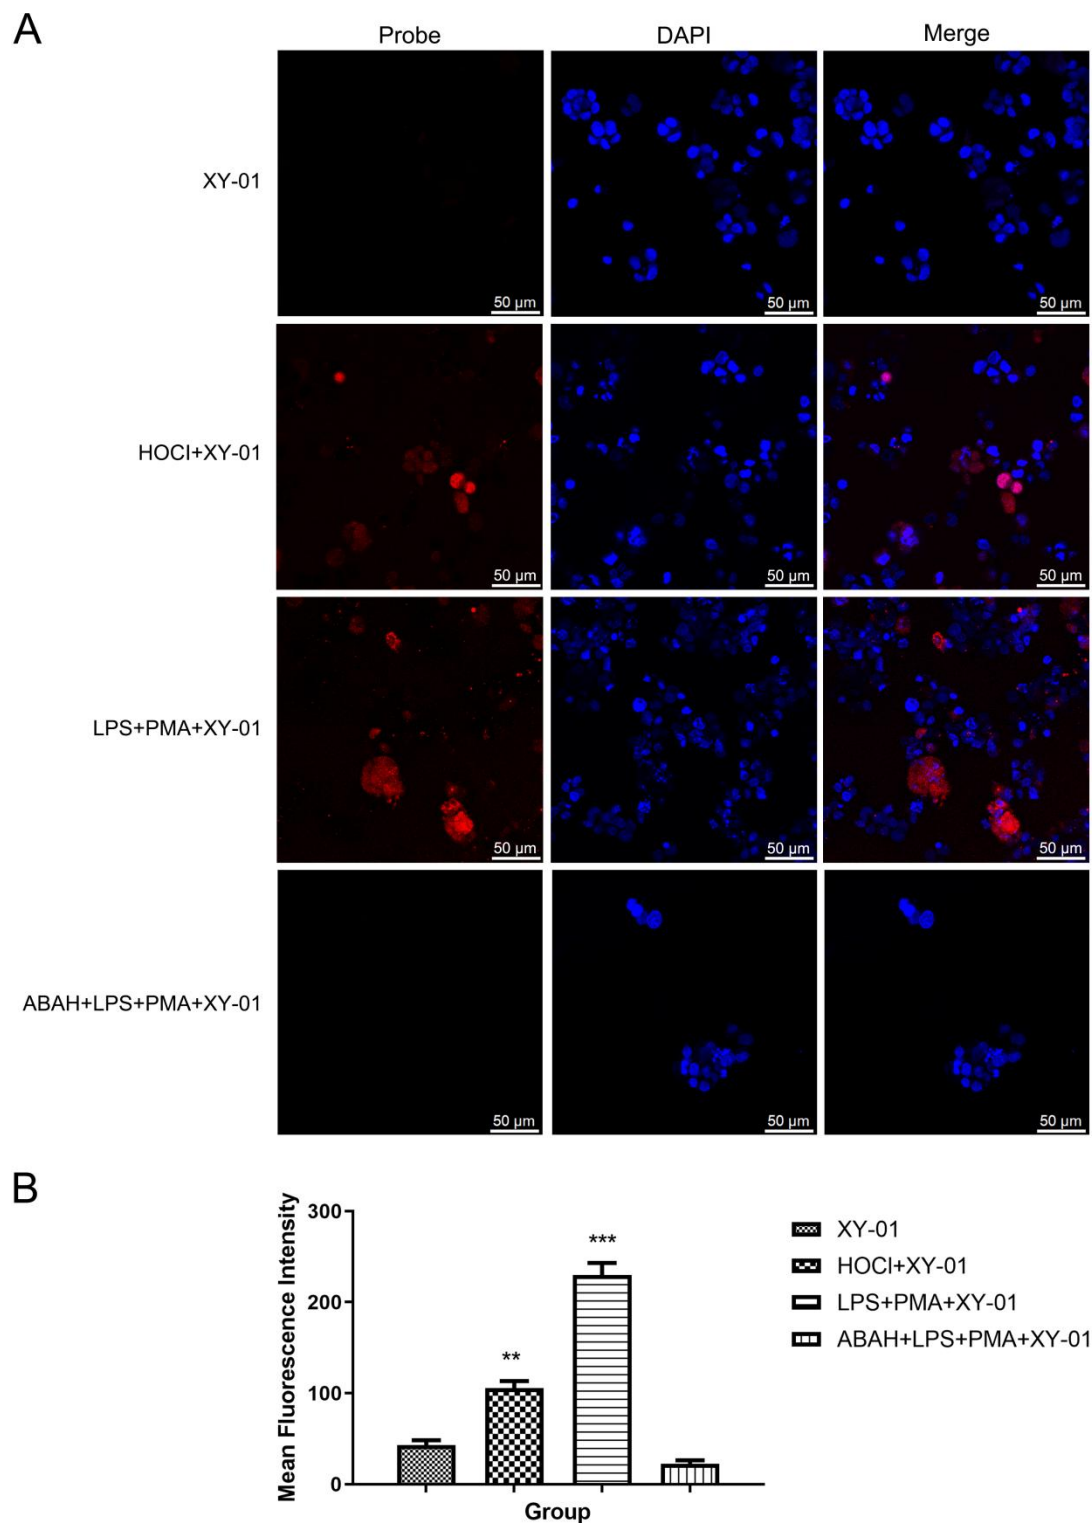 A
Probe DAPI Merge
XY-01
50 µm 50 µm 50 µm
HOCI+XY-01
50 µm 50 µm 50 µm
LPS+PMA+XY-01
50 µm 50 µm 50 µm
ABAH+LPS+PMA+XY-01
50 µm 50 µm 50 µm
B
Mean Fluorescence Intensity
300
200
100
0
**
***
Group
XY-01
HOCI+XY-01
LPS+PMA+XY-01
ABAH+LPS+PMA+XY-01